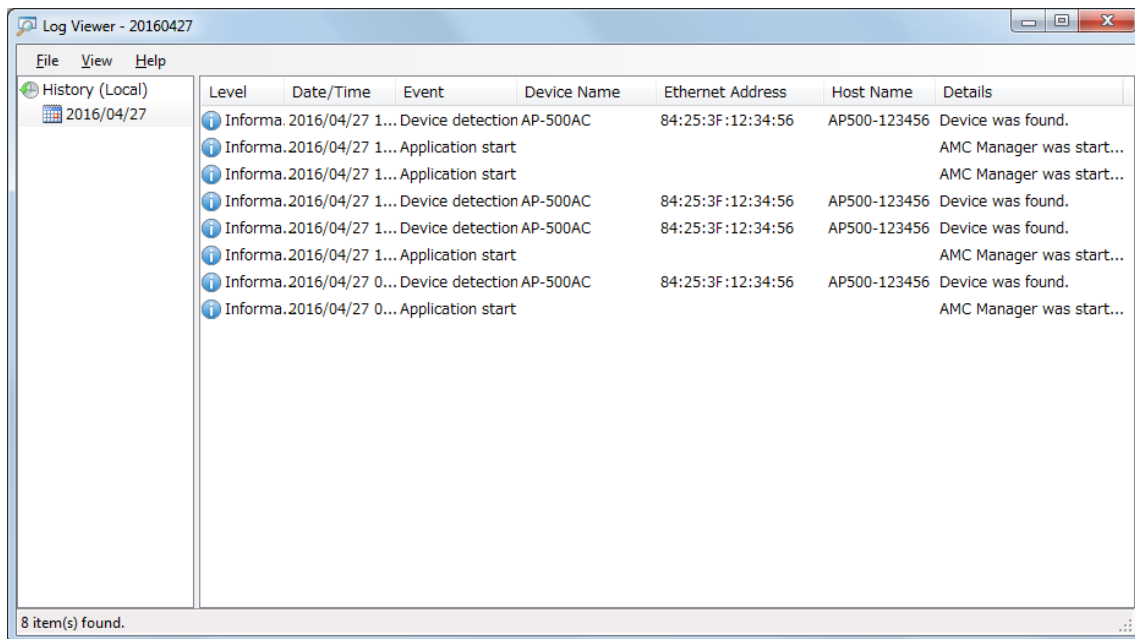 Log Viewer - 20160427
File View Help
History (Local)
2016/04/27
Level Date/Time Event Device Name Ethernet Address Host Name Details
Informa. 2016/04/27 1... Device detection AP-500AC 84:25:3F:12:34:56 AP500-123456 Device was found.
Informa. 2016/04/27 1... Application start AMC Manager was start...
Informa. 2016/04/27 1... Application start AMC Manager was start...
Informa. 2016/04/27 1... Device detection AP-500AC 84:25:3F:12:34:56 AP500-123456 Device was found.
Informa. 2016/04/27 1... Device detection AP-500AC 84:25:3F:12:34:56 AP500-123456 Device was found.
Informa. 2016/04/27 1... Application start AMC Manager was start...
Informa. 2016/04/27 0... Device detection AP-500AC 84:25:3F:12:34:56 AP500-123456 Device was found.
Informa. 2016/04/27 0... Application start AMC Manager was start...
8 item(s) found.